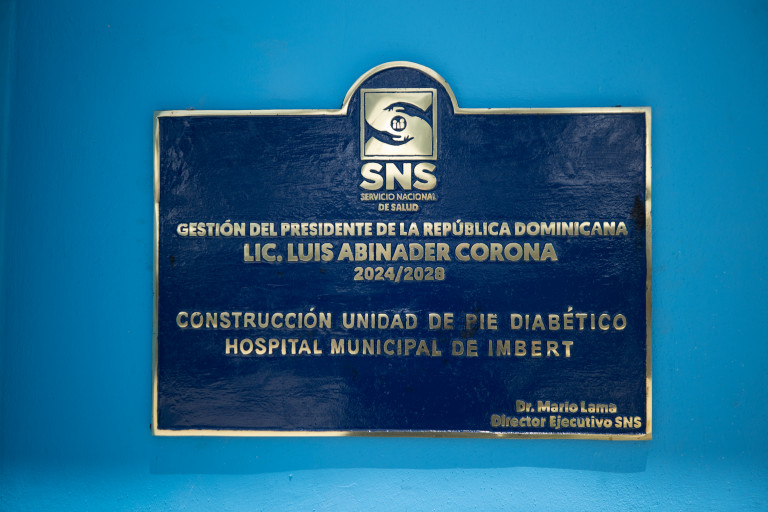 SNS
SERVICIO NACIONAL
DE SALUD
GESTIÓN DEL PRESIDENTE DE LA REPÚBLICA DOMINICANA
LIC. LUIS ABINADER CORONA
2024/2028
CONSTRUCCIÓN UNIDAD DE PIE DIABÉTICO
HOSPITAL MUNICIPAL DE IMBERT
Dr. Mario Lama
Director Ejecutivo SNS